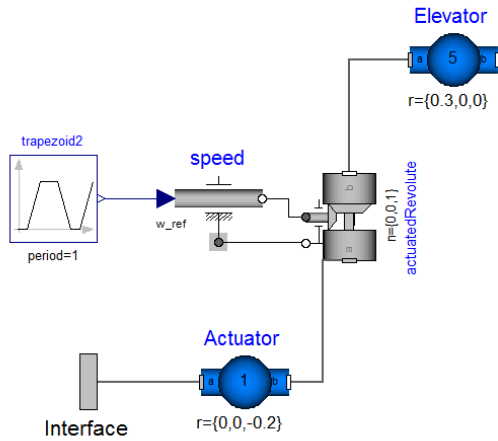 Elevator
a 5 b
r={0.3,0,0}
trapezoid2
speed
w_ref
period=1
b
a
n={0,0,1}
actuatedRevolute
Actuator
a 1 b
r={0,0,-0.2}
Interface